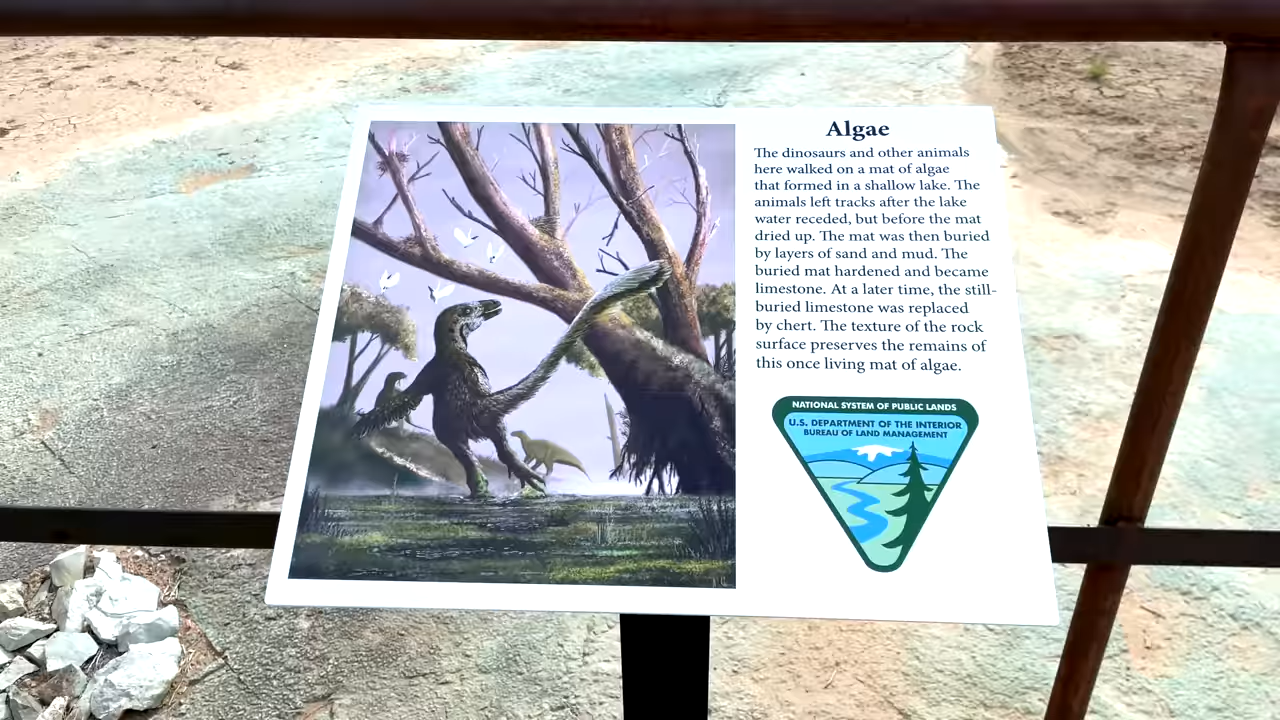 Algae
The dinosaurs and other animals
here walked on a mat of algae
that formed in a shallow lake. The
animals left tracks after the lake
water receded, but before the mat
dried up. The mat was then buried
by layers of sand and mud. The
buried mat hardened and became
limestone. At a later time, the still-
buried limestone was replaced
by chert. The texture of the rock
surface preserves the remains of
this once living mat of algae.
NATIONAL SYSTEM OF PUBLIC LANDS
U.S. DEPARTMENT OF THE INTERIOR
BUREAU OF LAND MANAGEMENT